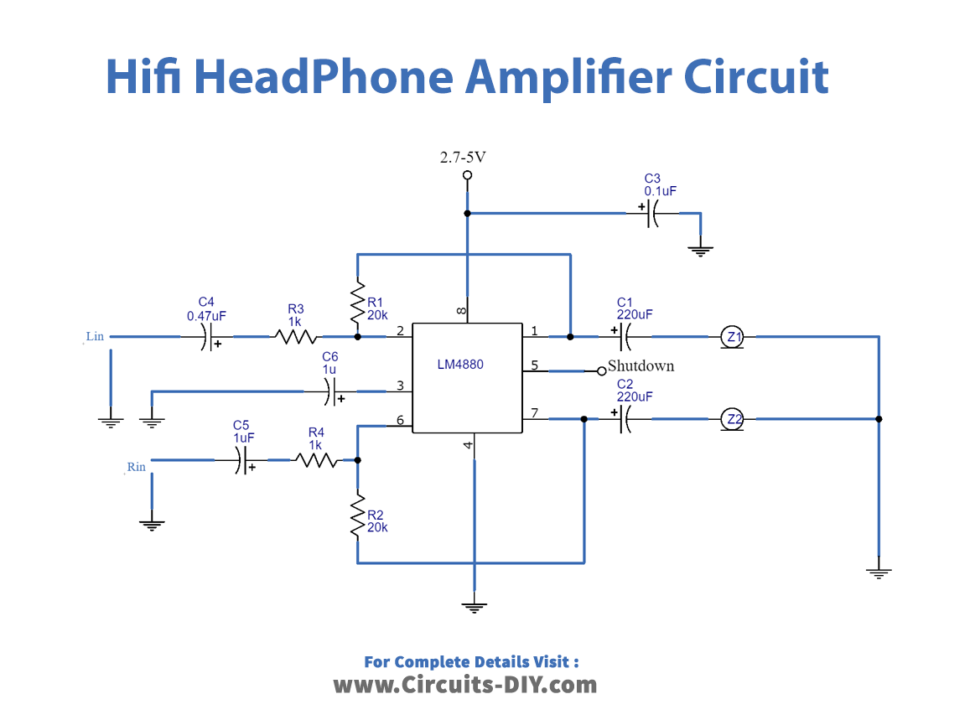 Hifi HeadPhone Amplifier Circuit
2.7-5V
C3
0.1uF
+
C4
0.47uF
+
R3
1k
R1
20k
8
C1
220uF
+
Lin
2
1
Z1
LM4880
C6
1u
+
3
5
Shutdown
C2
220uF
+
6
7
Z2
C5
1uF
+
R4
1k
4
Rin
R2
20k
For Complete Details Visit :
www.Circuits-DIY.com